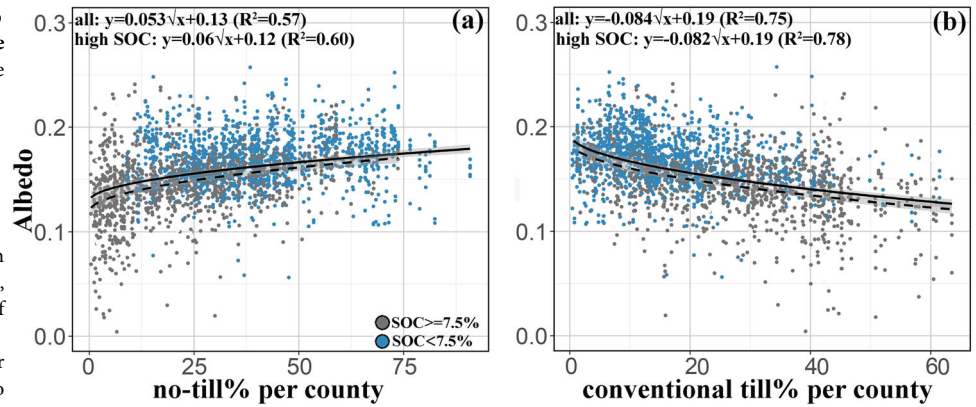 all: y=0.053√x+0.13 (R²=0.57)
high SOC: y=0.06√x+0.12 (R²=0.60)
(a)
Albedo
0.3
0.2
0.1
0.0
SOC>=7.5%
SOC<7.5%
0 25 50 75
no-till% per county
all: y=-0.084√x+0.19 (R²=0.75)
high SOC: y=-0.082√x+0.19 (R²=0.78)
(b)
0.3
0.2
0.1
0.0
0 20 40 60
conventional till% per county